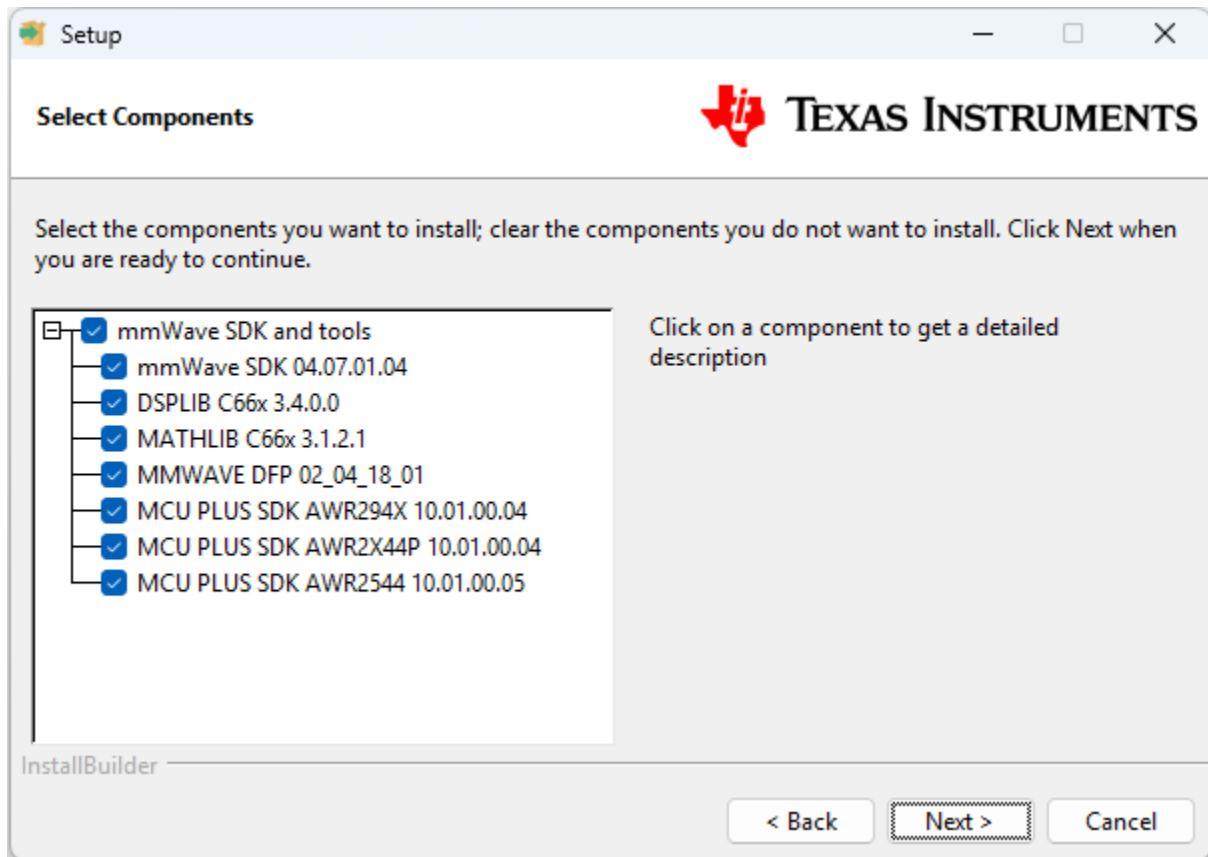 Setup
Select Components
TEXAS INSTRUMENTS
Select the components you want to install; clear the components you do not want to install. Click Next when
you are ready to continue.
mmWave SDK and tools
mmWave SDK 04.07.01.04
DSPLIB C66x 3.4.0.0
MATHLIB C66x 3.1.2.1
MMWAVE DFP 02_04_18_01
MCU PLUS SDK AWR294X 10.01.00.04
MCU PLUS SDK AWR2X44P 10.01.00.04
MCU PLUS SDK AWR2544 10.01.00.05
Click on a component to get a detailed
description
InstallBuilder
< Back
Next >
Cancel